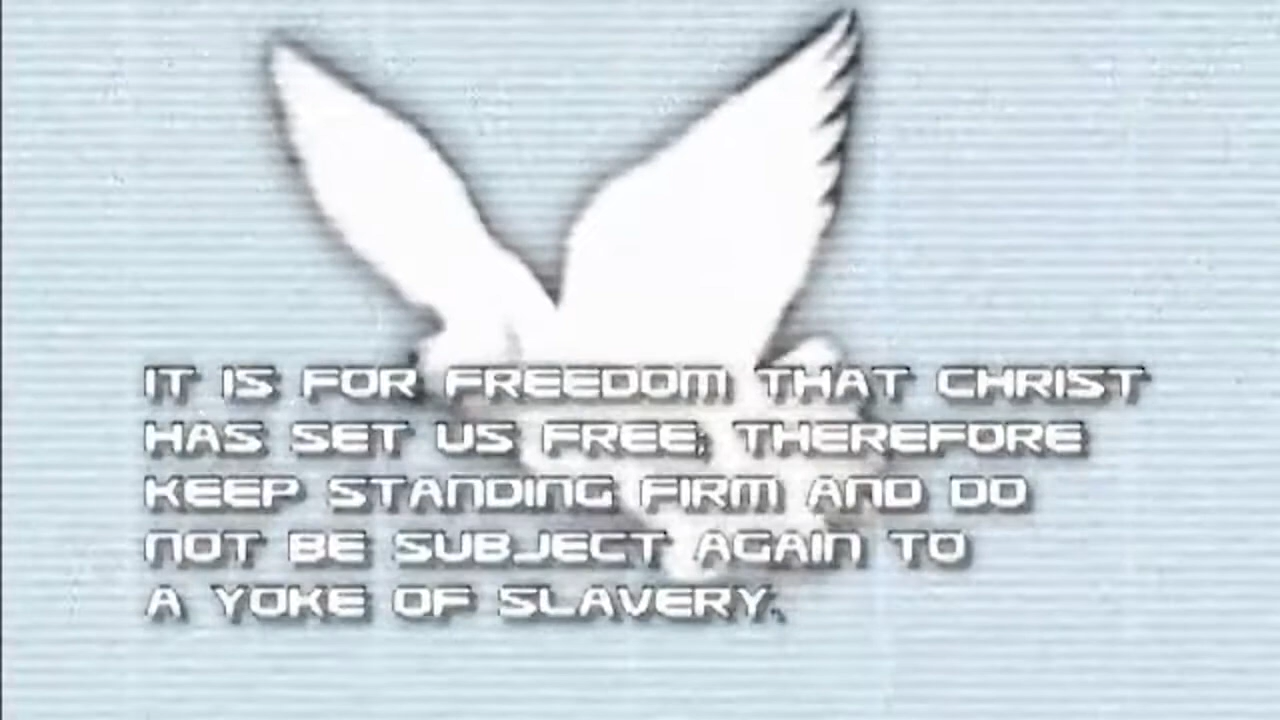 IT IS FOR FREEDOM THAT CHRIST
HAS SET US FREE; THEREFORE
KEEP STANDING FIRM AND DO
NOT BE SUBJECT AGAIN TO
A YOKE OF SLAVERY.